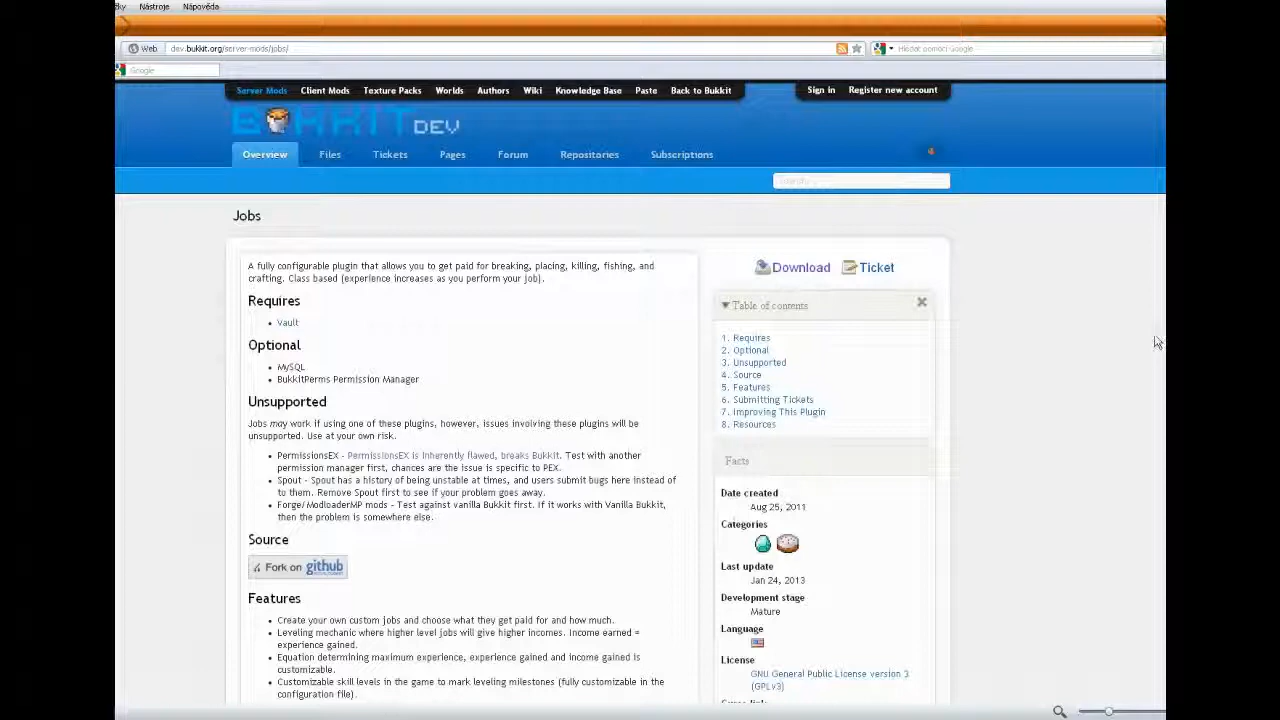 Nástroje Nápověda
Web dev.bukkit.org/server-mods/jobs/ Hledat pomocí Google
Google
Server Mods Client Mods Texture Packs Worlds Authors Wiki Knowledge Base Paste Back to Bukkit Sign in Register new account
BUKKIT DEV
Overview Files Tickets Pages Forum Repositories Subscriptions
Jobs
A fully configurable plugin that allows you to get paid for breaking, placing, killing, fishing, and
crafting. Class based (experience increases as you perform your job).
Requires
Vault
Optional
MySQL
BukkitPerms Permission Manager
Unsupported
Jobs may work if using one of these plugins, however, issues involving these plugins will be
unsupported. Use at your own risk.
PermissionsEX - PermissionsEX is inherently flawed, breaks Bukkit. Test with another
permission manager first, chances are the issue is specific to PEX.
Spout - Spout has a history of being unstable at times, and users submit bugs here instead of
to them. Remove Spout first to see if your problem goes away.
Forge/ModloaderMP mods - Test against vanilla Bukkit first. If it works with Vanilla Bukkit,
then the problem is somewhere else.
Source
Fork on github
Features
Create your own custom jobs and choose what they get paid for and how much.
Leveling mechanic where higher level jobs will give higher incomes. Income earned =
experience gained.
Equation determining maximum experience, experience gained and income gained is
customizable.
Customizable skill levels in the game to mark leveling milestones (fully customizable in the
configuration file).
Download Ticket
Table of contents
1. Requires
2. Optional
3. Unsupported
4. Source
5. Features
6. Submitting Tickets
7. Improving This Plugin
8. Resources
Facts
Date created
Aug 25, 2011
Categories
Last update
Jan 24, 2013
Development stage
Mature
Language
License
GNU General Public License version 3
(GPLv3)